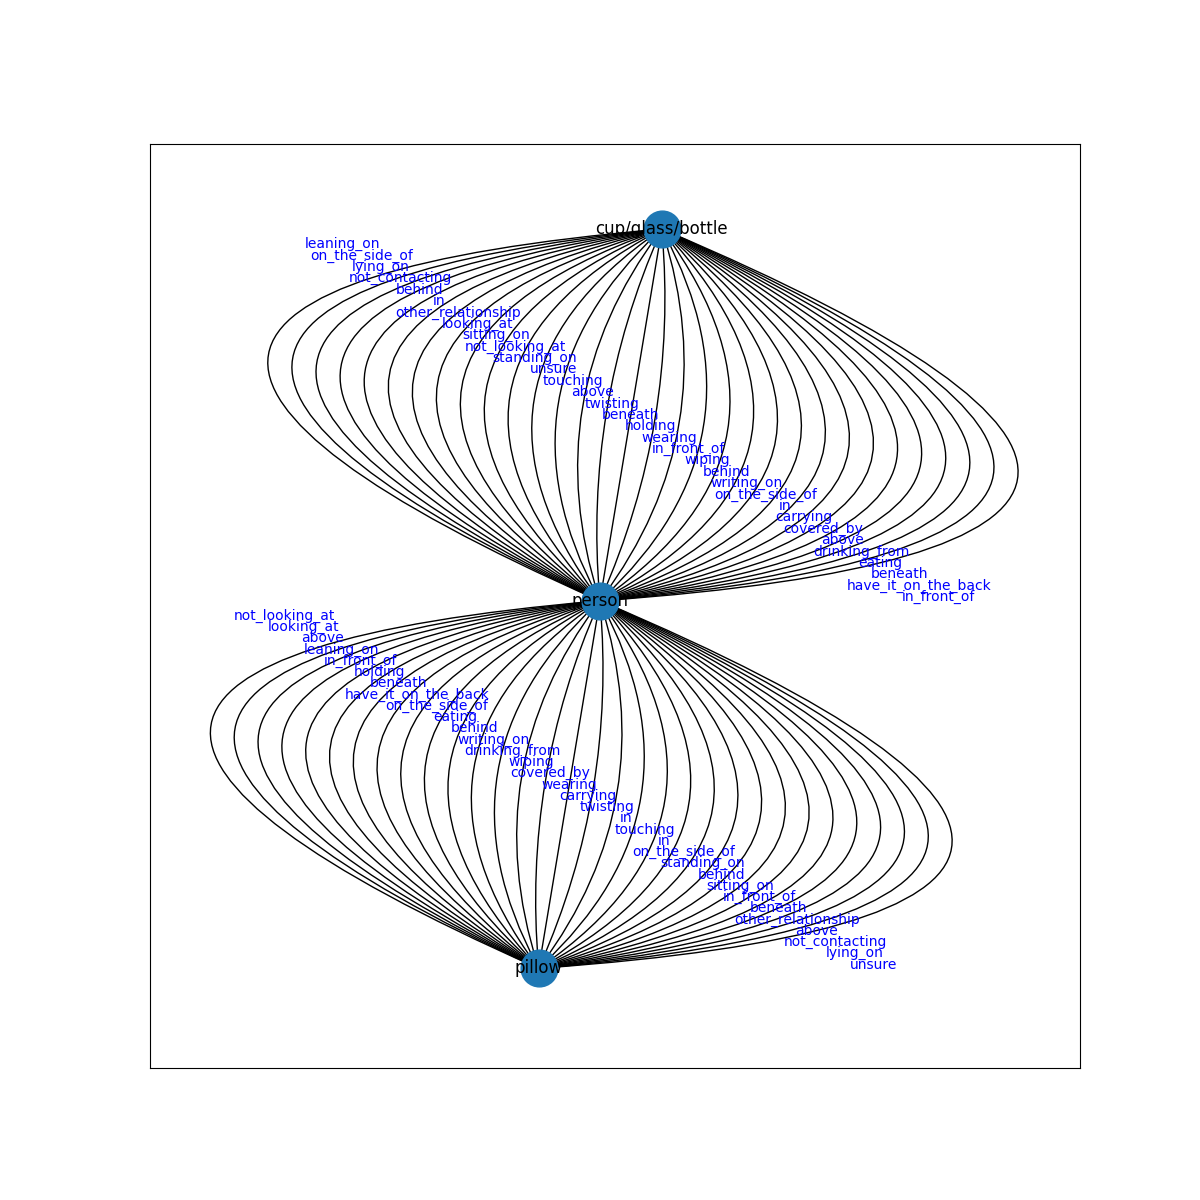 cup/glass/bottle
leaning_on
on_the_side_of
lying_on
not_contacting
behind
in
other_relationship
looking_at
sitting_on
not_looking_at
standing_on
unsure
touching
above
twisting
beneath
holding
wearing
in_front_of
wiping
behind
writing_on
on_the_side_of
in
carrying
covered_by
above
drinking_from
eating
beneath
have_it_on_the_back
in_front_of
person
not_looking_at
looking_at
above
leaning_on
in_front_of
holding
beneath
have_it_on_the_back
on_the_side_of
eating
behind
writing_on
drinking_from
wiping
covered_by
wearing
carrying
twisting
in
touching
in
on_the_side_of
standing_on
behind
sitting_on
in_front_of
beneath
other_relationship
above
not_contacting
lying_on
unsure
pillow